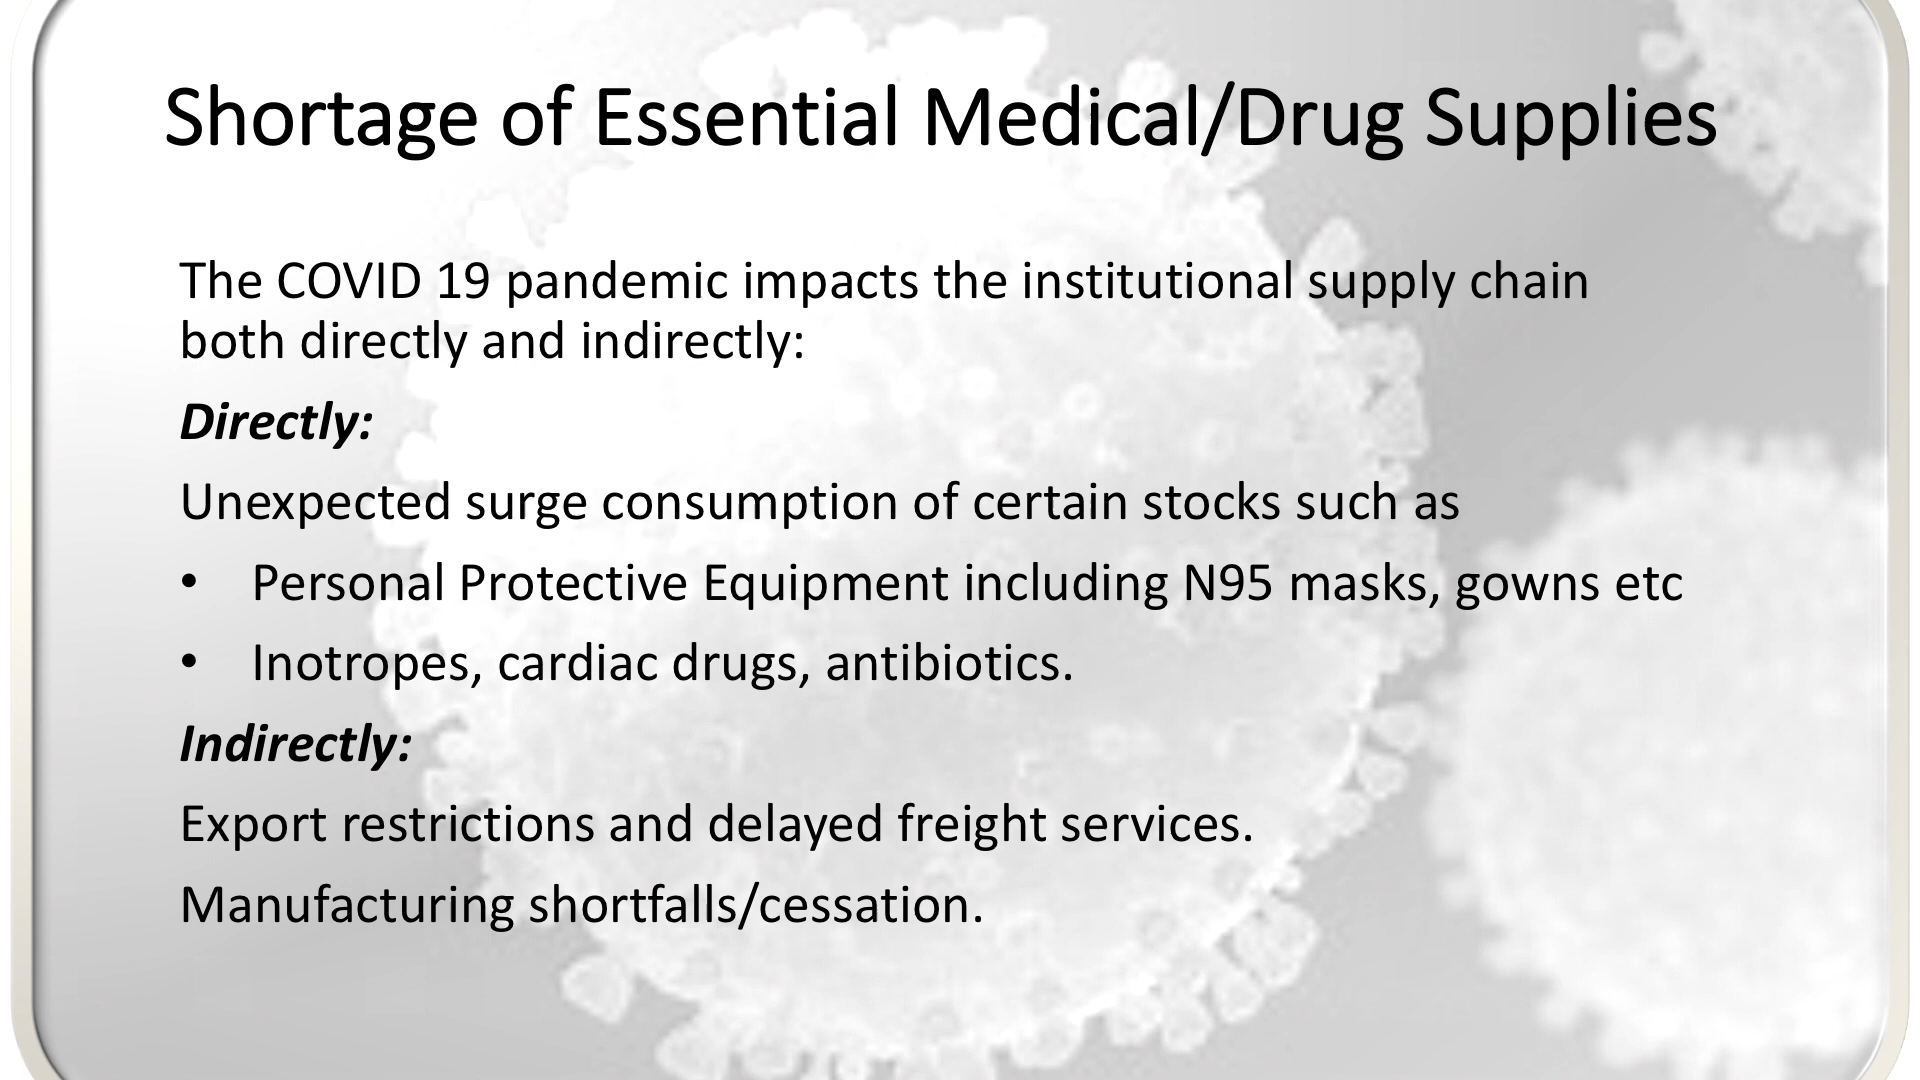 Shortage of Essential Medical/Drug Supplies
The COVID 19 pandemic impacts the institutional supply chain
both directly and indirectly:
Directly:
Unexpected surge consumption of certain stocks such as
• Personal Protective Equipment including N95 masks, gowns etc
• Inotropes, cardiac drugs, antibiotics.
Indirectly:
Export restrictions and delayed freight services.
Manufacturing shortfalls/cessation.